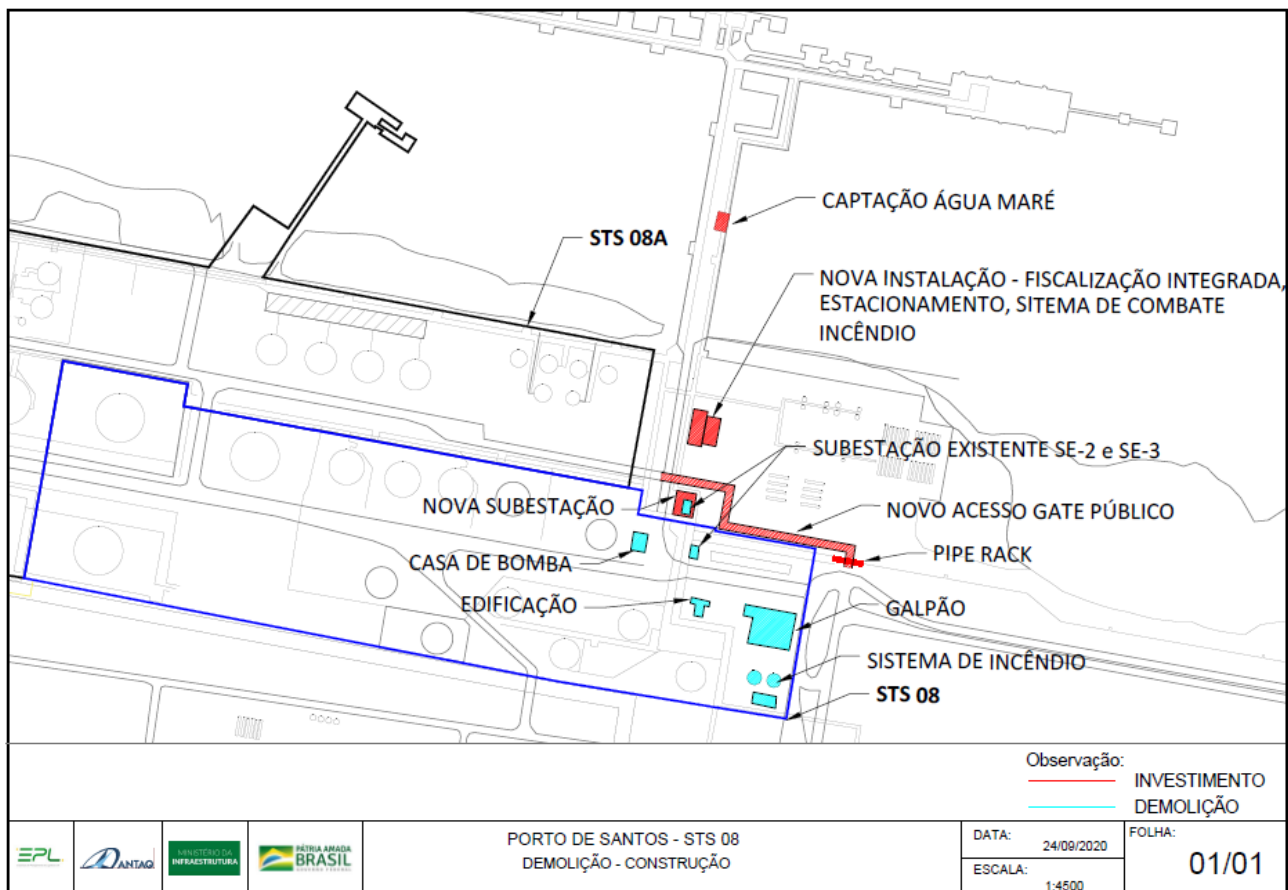 CAPTAÇÃO ÁGUA MARÉ
STS 08A
NOVA INSTALAÇÃO - FISCALIZAÇÃO INTEGRADA,
ESTACIONAMENTO, SITEMA DE COMBATE
INCÊNDIO
SUBESTAÇÃO EXISTENTE SE-2 e SE-3
NOVA SUBESTAÇÃO
NOVO ACESSO GATE PÚBLICO
PIPE RACK
CASA DE BOMBA
EDIFICAÇÃO
GALPÃO
SISTEMA DE INCÊNDIO
STS 08
Observação:
INVESTIMENTO
DEMOLIÇÃO
EPL
ANTAQ
MINISTÉRIO DA
INFRAESTRUTURA
PÁTRIA AMADA
BRASIL
GOVERNO FEDERAL
PORTO DE SANTOS - STS 08
DEMOLIÇÃO - CONSTRUÇÃO
DATA:
24/09/2020
ESCALA:
1:4500
FOLHA:
01/01